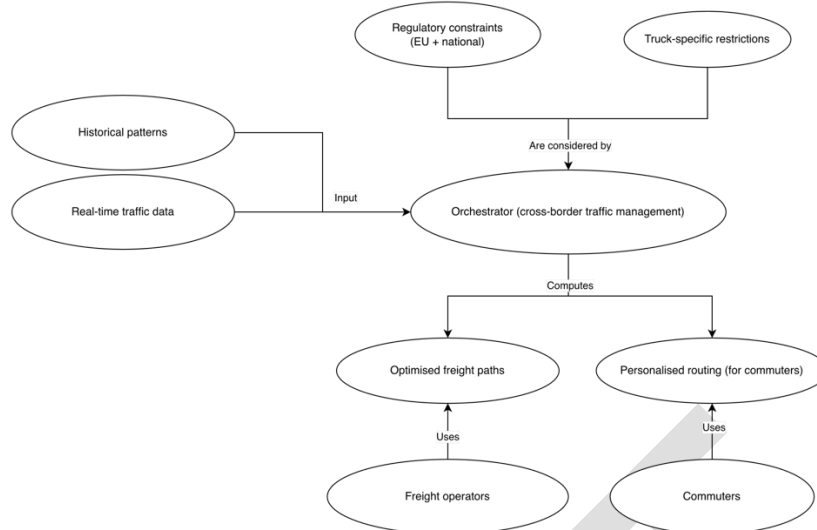 Regulatory constraints
(EU + national)
Truck-specific restrictions
Historical patterns
Are considered by
Real-time traffic data
Input
Orchestrator (cross-border traffic management)
Computes
Optimised freight paths
Personalised routing (for commuters)
Uses
Uses
Freight operators
Commuters